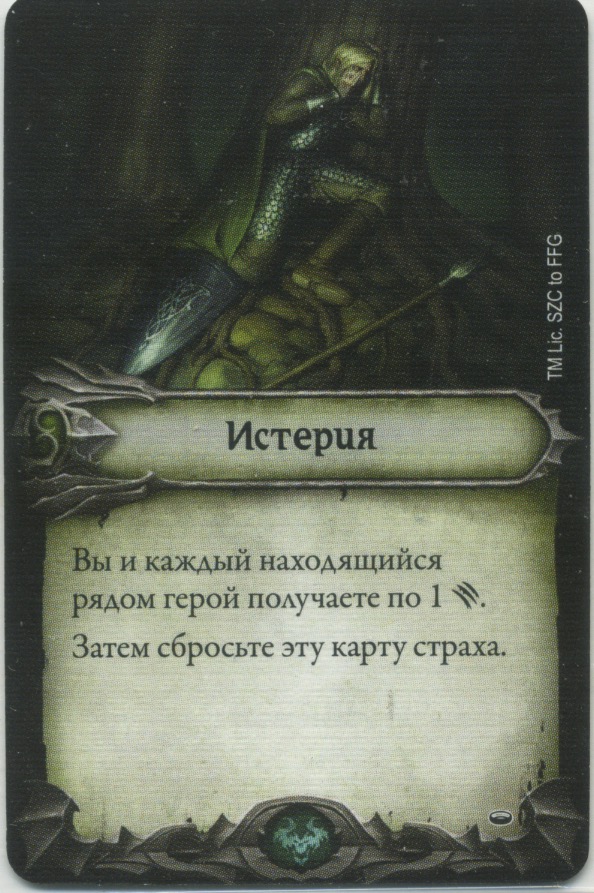 TM Lic. SZC to FFG
Истерия
Вы и каждый находящийся
рядом герой получаете по 1 .
Затем сбросьте эту карту страха.